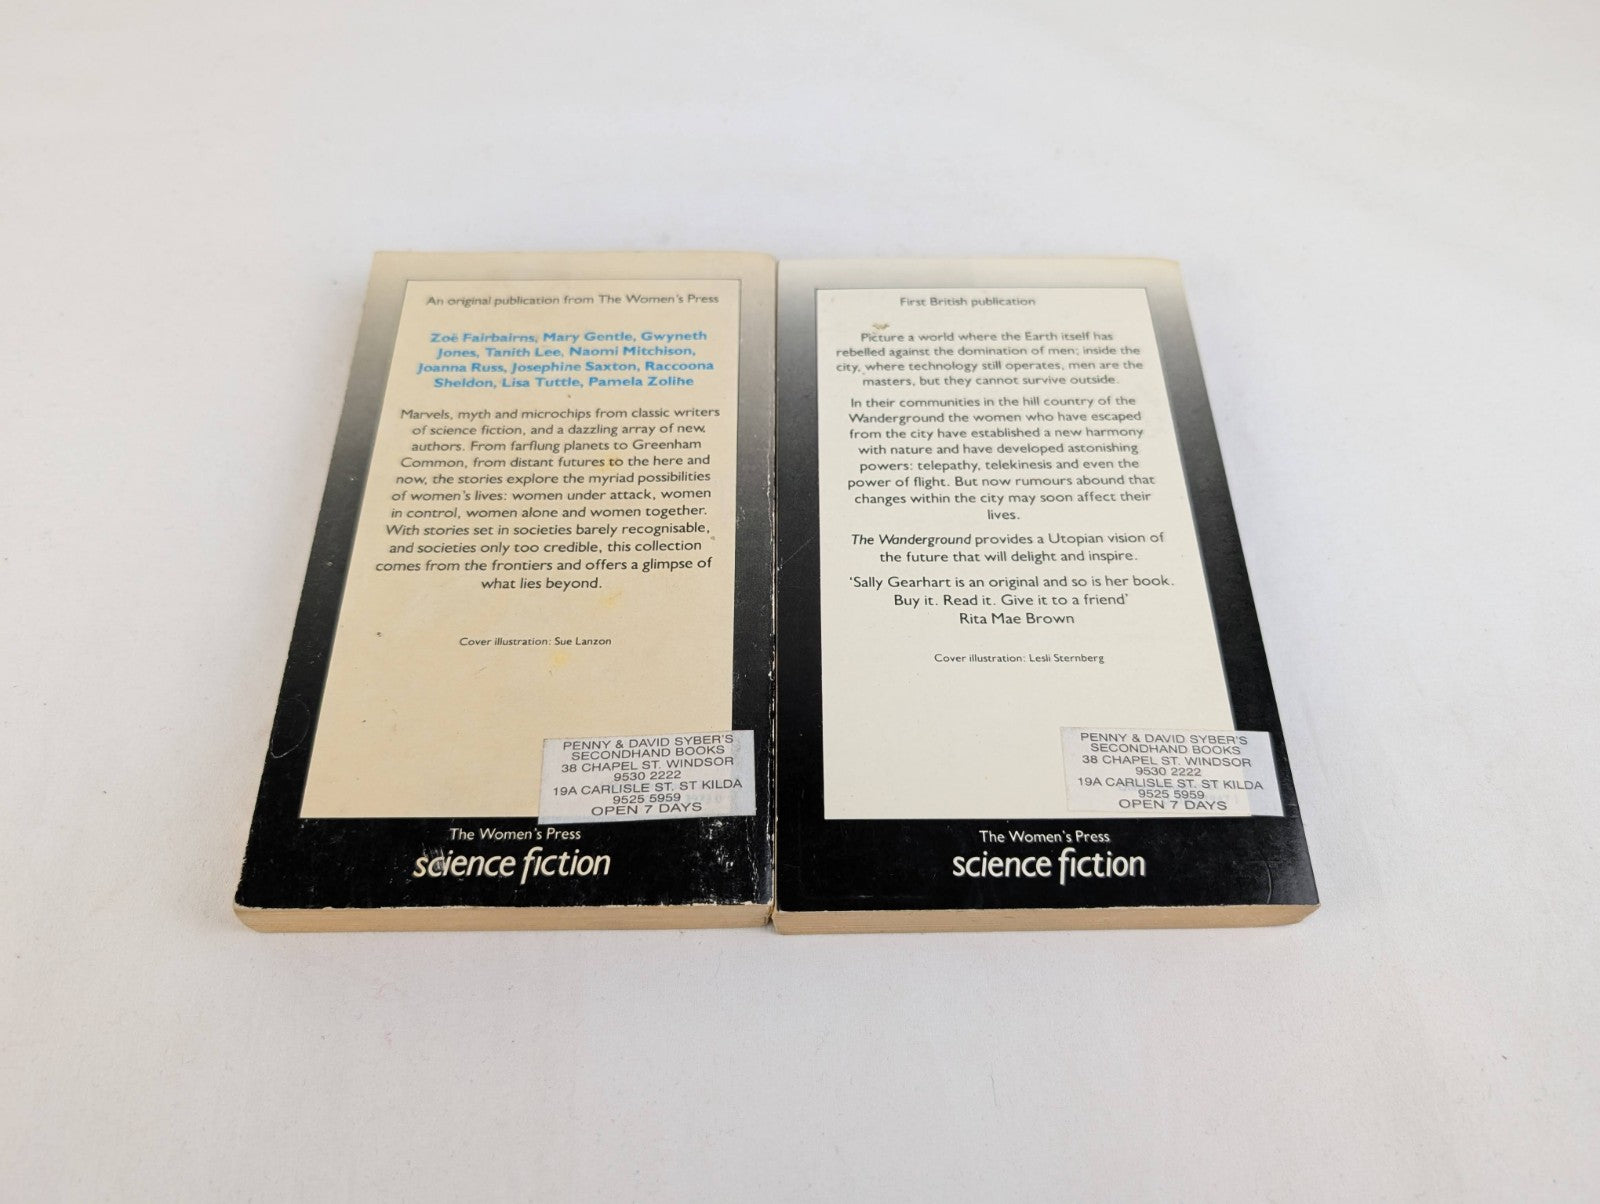 An original publication from The Women's Press
Zoë Fairbairns, Mary Gentle, Gwyneth
Jones, Tanith Lee, Naomi Mitchison,
Joanna Russ, Josephine Saxton, Raccoona
Sheldon, Lisa Tuttle, Pamela Zolihe
Marvels, myth and microchips from classic writers
of science fiction, and a dazzling array of new
authors. From farflung planets to Greenham
Common, from distant futures to the here and
now, the stories explore the myriad possibilities
of women's lives: women under attack, women
in control, women alone and women together.
With stories set in societies barely recognisable,
and societies only too credible, this collection
comes from the frontiers and offers a glimpse of
what lies beyond.
Cover illustration: Sue Lanzon
PENNY & DAVID SYBER'S
SECONDHAND BOOKS
38 CHAPEL ST. WINDSOR
9530 2222
19A CARLISLE ST. ST KILDA
9525 5959
OPEN 7 DAYS
The Women's Press
science fiction
First British publication
Picture a world where the Earth itself has
rebelled against the domination of men; inside the
city, where technology still operates, men are the
masters, but they cannot survive outside.
In their communities in the hill country of the
Wanderground the women who have escaped
from the city have established a new harmony
with nature and have developed astonishing
powers: telepathy, telekinesis and even the
power of flight. But now rumours abound that
changes within the city may soon affect their
lives.
The Wanderground provides a Utopian vision of
the future that will delight and inspire.
'Sally Gearhart is an original and so is her book.
Buy it. Read it. Give it to a friend'
Rita Mae Brown
Cover illustration: Lesli Sternberg
PENNY & DAVID SYBER'S
SECONDHAND BOOKS
38 CHAPEL ST. WINDSOR
9530 2222
19A CARLISLE ST. ST KILDA
9525 5959
OPEN 7 DAYS
The Women's Press
science fiction